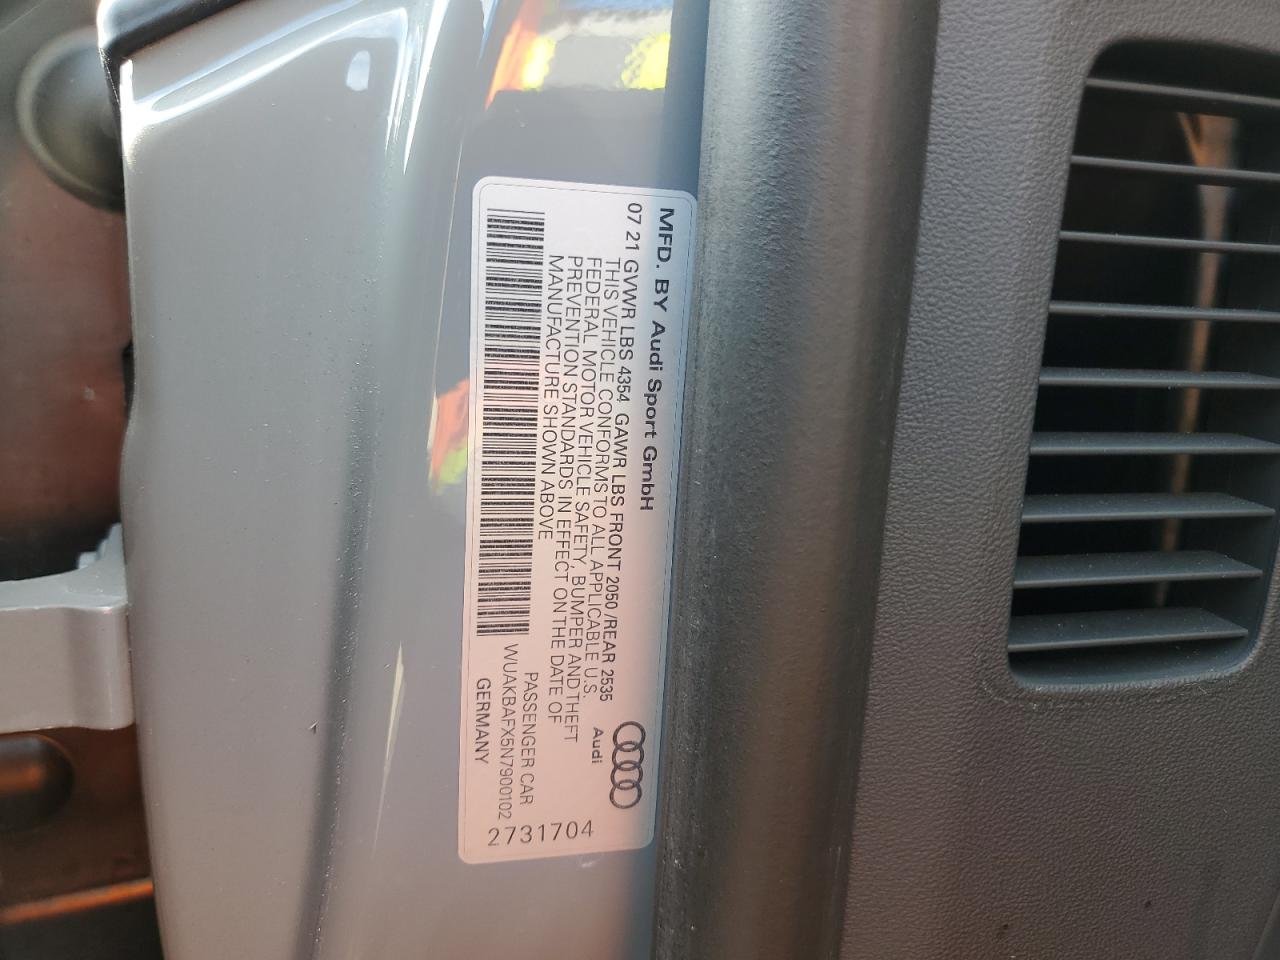 MFD. BY Audi Sport GmbH
07 21 GVWR LBS 4354 GAWR LBS FRONT 2050 /REAR 2535
THIS VEHICLE CONFORMS TO ALL APPLICABLE U.S.
FEDERAL MOTOR VEHICLE SAFETY, BUMPER AND THEFT
PREVENTION STANDARDS IN EFFECT ON THE DATE OF
MANUFACTURE SHOWN ABOVE
Audi
WUAKBAFX5N7900102
PASSENGER CAR
GERMANY
2731704